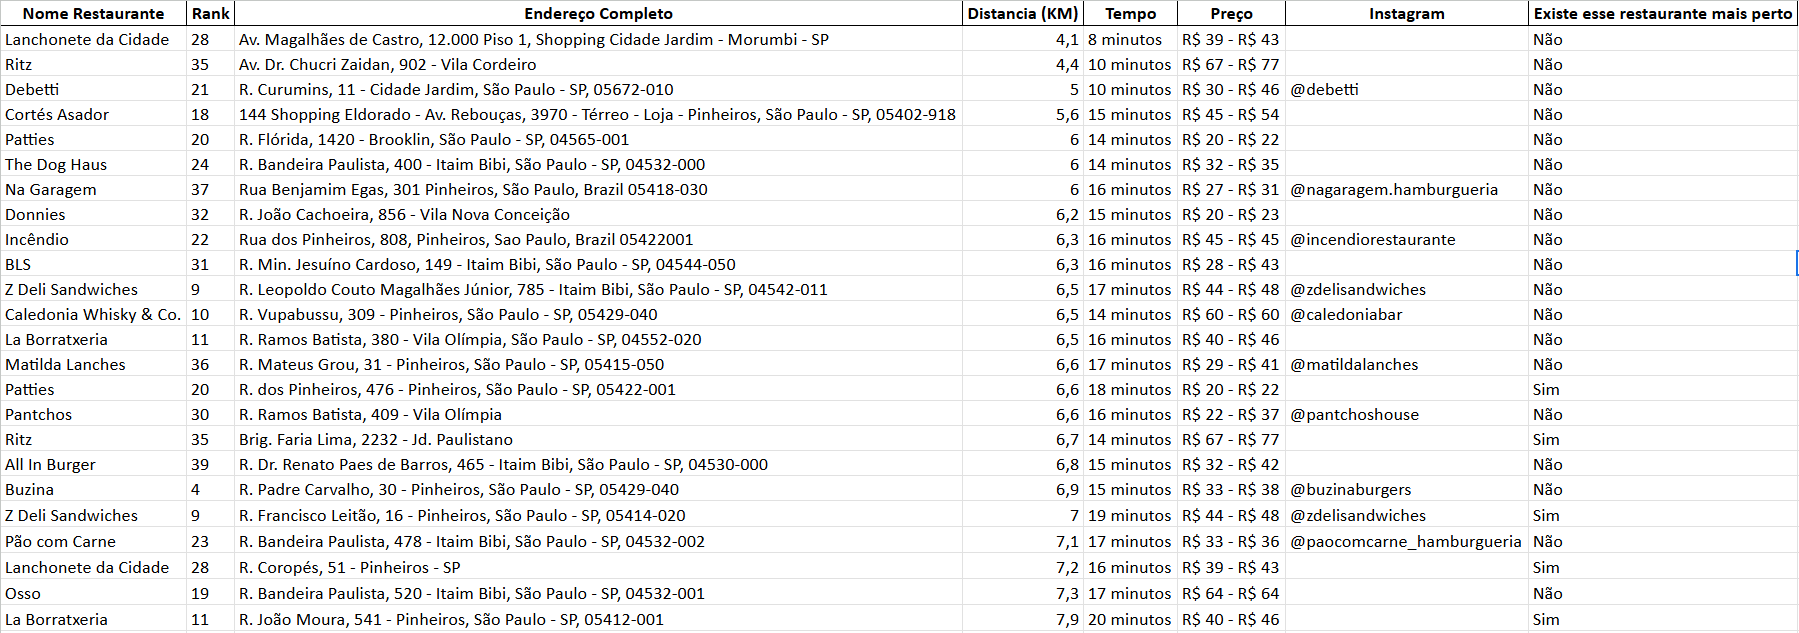 Nome Restaurante Rank Endereço Completo Distancia (KM) Tempo Preço Instagram Existe esse restaurante mais perto
Lanchonete da Cidade 28 Av. Magalhães de Castro, 12.000 Piso 1, Shopping Cidade Jardim - Morumbi - SP 4,1 8 minutos R$ 39 - R$ 43 Não
Ritz 35 Av. Dr. Chucri Zaidan, 902 - Vila Cordeiro 4,4 10 minutos R$ 67 - R$ 77 Não
Debetti 21 R. Curumins, 11 - Cidade Jardim, São Paulo - SP, 05672-010 5 10 minutos R$ 30 - R$ 46 @debetti Não
Cortés Asador 18 144 Shopping Eldorado - Av. Rebouças, 3970 - Térreo - Loja - Pinheiros, São Paulo - SP, 05402-918 5,6 15 minutos R$ 45 - R$ 54 Não
Patties 20 R. Flórida, 1420 - Brooklin, São Paulo - SP, 04565-001 6 14 minutos R$ 20 - R$ 22 Não
The Dog Haus 24 R. Bandeira Paulista, 400 - Itaim Bibi, São Paulo - SP, 04532-000 6 14 minutos R$ 32 - R$ 35 Não
Na Garagem 37 Rua Benjamim Egas, 301 Pinheiros, São Paulo, Brazil 05418-030 6 16 minutos R$ 27 - R$ 31 @nagaragem.hamburgueria Não
Donnies 32 R. João Cachoeira, 856 - Vila Nova Conceição 6,2 15 minutos R$ 20 - R$ 23 Não
Incêndio 22 Rua dos Pinheiros, 808, Pinheiros, Sao Paulo, Brazil 05422001 6,3 16 minutos R$ 45 - R$ 45 @incendiorestaurante Não
BLS 31 R. Min. Jesuíno Cardoso, 149 - Itaim Bibi, São Paulo - SP, 04544-050 6,3 16 minutos R$ 28 - R$ 43 Não
Z Deli Sandwiches 9 R. Leopoldo Couto Magalhães Júnior, 785 - Itaim Bibi, São Paulo - SP, 04542-011 6,5 17 minutos R$ 44 - R$ 48 @zdelisandwiches Não
Caledonia Whisky & Co. 10 R. Vupabussu, 309 - Pinheiros, São Paulo - SP, 05429-040 6,5 14 minutos R$ 60 - R$ 60 @caledoniabar Não
La Borratxeria 11 R. Ramos Batista, 380 - Vila Olímpia, São Paulo - SP, 04552-020 6,5 16 minutos R$ 40 - R$ 46 Não
Matilda Lanches 36 R. Mateus Grou, 31 - Pinheiros, São Paulo - SP, 05415-050 6,6 17 minutos R$ 29 - R$ 41 @matildalanches Não
Patties 20 R. dos Pinheiros, 476 - Pinheiros, São Paulo - SP, 05422-001 6,6 18 minutos R$ 20 - R$ 22 Sim
Pantchos 30 R. Ramos Batista, 409 - Vila Olímpia 6,6 16 minutos R$ 22 - R$ 37 @pantchoshouse Não
Ritz 35 Brig. Faria Lima, 2232 - Jd. Paulistano 6,7 14 minutos R$ 67 - R$ 77 Sim
All In Burger 39 R. Dr. Renato Paes de Barros, 465 - Itaim Bibi, São Paulo - SP, 04530-000 6,8 15 minutos R$ 32 - R$ 42 Não
Buzina 4 R. Padre Carvalho, 30 - Pinheiros, São Paulo - SP, 05429-040 6,9 15 minutos R$ 33 - R$ 38 @buzinaburgers Não
Z Deli Sandwiches 9 R. Francisco Leitão, 16 - Pinheiros, São Paulo - SP, 05414-020 7 19 minutos R$ 44 - R$ 48 @zdelisandwiches Sim
Pão com Carne 23 R. Bandeira Paulista, 478 - Itaim Bibi, São Paulo - SP, 04532-002 7,1 17 minutos R$ 33 - R$ 36 @paocomcarne_hamburgueria Não
Lanchonete da Cidade 28 R. Coropés, 51 - Pinheiros - SP 7,2 16 minutos R$ 39 - R$ 43 Sim
Osso 19 R. Bandeira Paulista, 520 - Itaim Bibi, São Paulo - SP, 04532-001 7,3 17 minutos R$ 64 - R$ 64 Não
La Borratxeria 11 R. João Moura, 541 - Pinheiros, São Paulo - SP, 05412-001 7,9 20 minutos R$ 40 - R$ 46 Sim